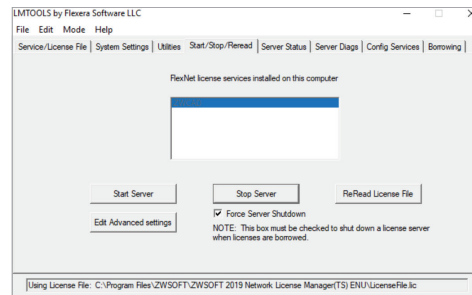 LMTOOLS by Flexera Software LLC
File Edit Mode Help
Service/License File System Settings Utilities Start/Stop/Reread Server Status Server Diags Config Services Borrowing
FlexNet license services installed on this computer
Start Server Stop Server ReRead License File
Edit Advanced settings
Force Server Shutdown
NOTE: This box must be checked to shut down a license server
when licenses are borrowed.
Using License File: C:\Program Files\ZWSOFT\ZWSOFT 2019 Network License Manager(TS) ENU\LicenseFile.lic